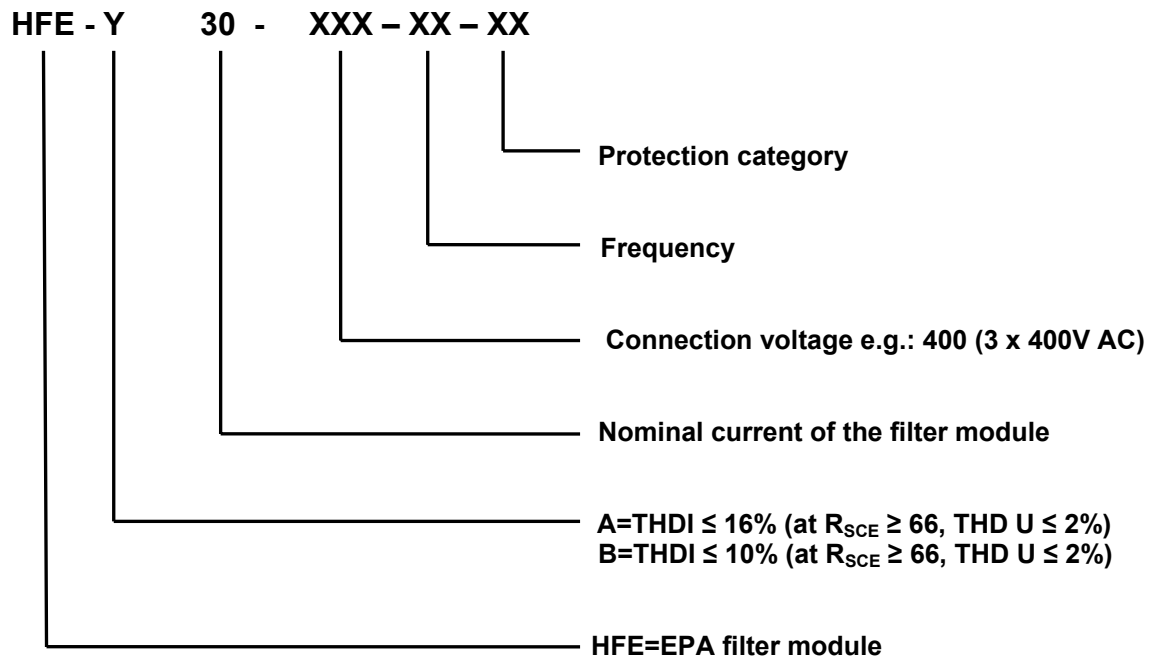 HFE - Y 30 - XXX – XX – XX
Protection category
Frequency
Connection voltage e.g.: 400 (3 x 400V AC)
Nominal current of the filter module
A=THDI ≤ 16% (at RSCE ≥ 66, THD U ≤ 2%)
B=THDI ≤ 10% (at RSCE ≥ 66, THD U ≤ 2%)
HFE=EPA filter module